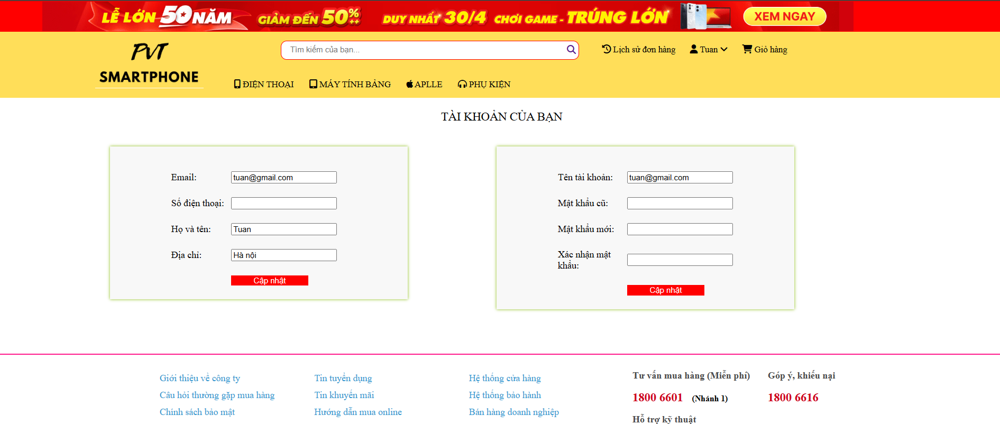 LỄ LỚN 50 NĂM GIẢM ĐẾN 50%++ DUY NHẤT 30/4 CHƠI GAME - TRÚNG LỚN XEM NGAY
PVT
SMARTPHONE
Tìm kiếm của bạn...
Lịch sử đơn hàng Tuan Giỏ hàng
ĐIỆN THOẠI MÁY TÍNH BẢNG APLLE PHỤ KIỆN
TÀI KHOẢN CỦA BẠN
Email: tuan@gmail.com
Số điện thoại:
Họ và tên: Tuan
Địa chỉ: Hà nội
Cập nhật
Tên tài khoản: tuan@gmail.com
Mật khẩu cũ:
Mật khẩu mới:
Xác nhận mật
khẩu:
Cập nhật
Giới thiệu về công ty
Câu hỏi thường gặp mua hàng
Chính sách bảo mật
Tin tuyển dụng
Tin khuyến mãi
Hướng dẫn mua online
Hệ thống cửa hàng
Hệ thống bảo hành
Bán hàng doanh nghiệp
Tư vấn mua hàng (Miễn phí)
1800 6601 (Nhánh 1)
Hỗ trợ kỹ thuật
Góp ý, khiếu nại
1800 6616